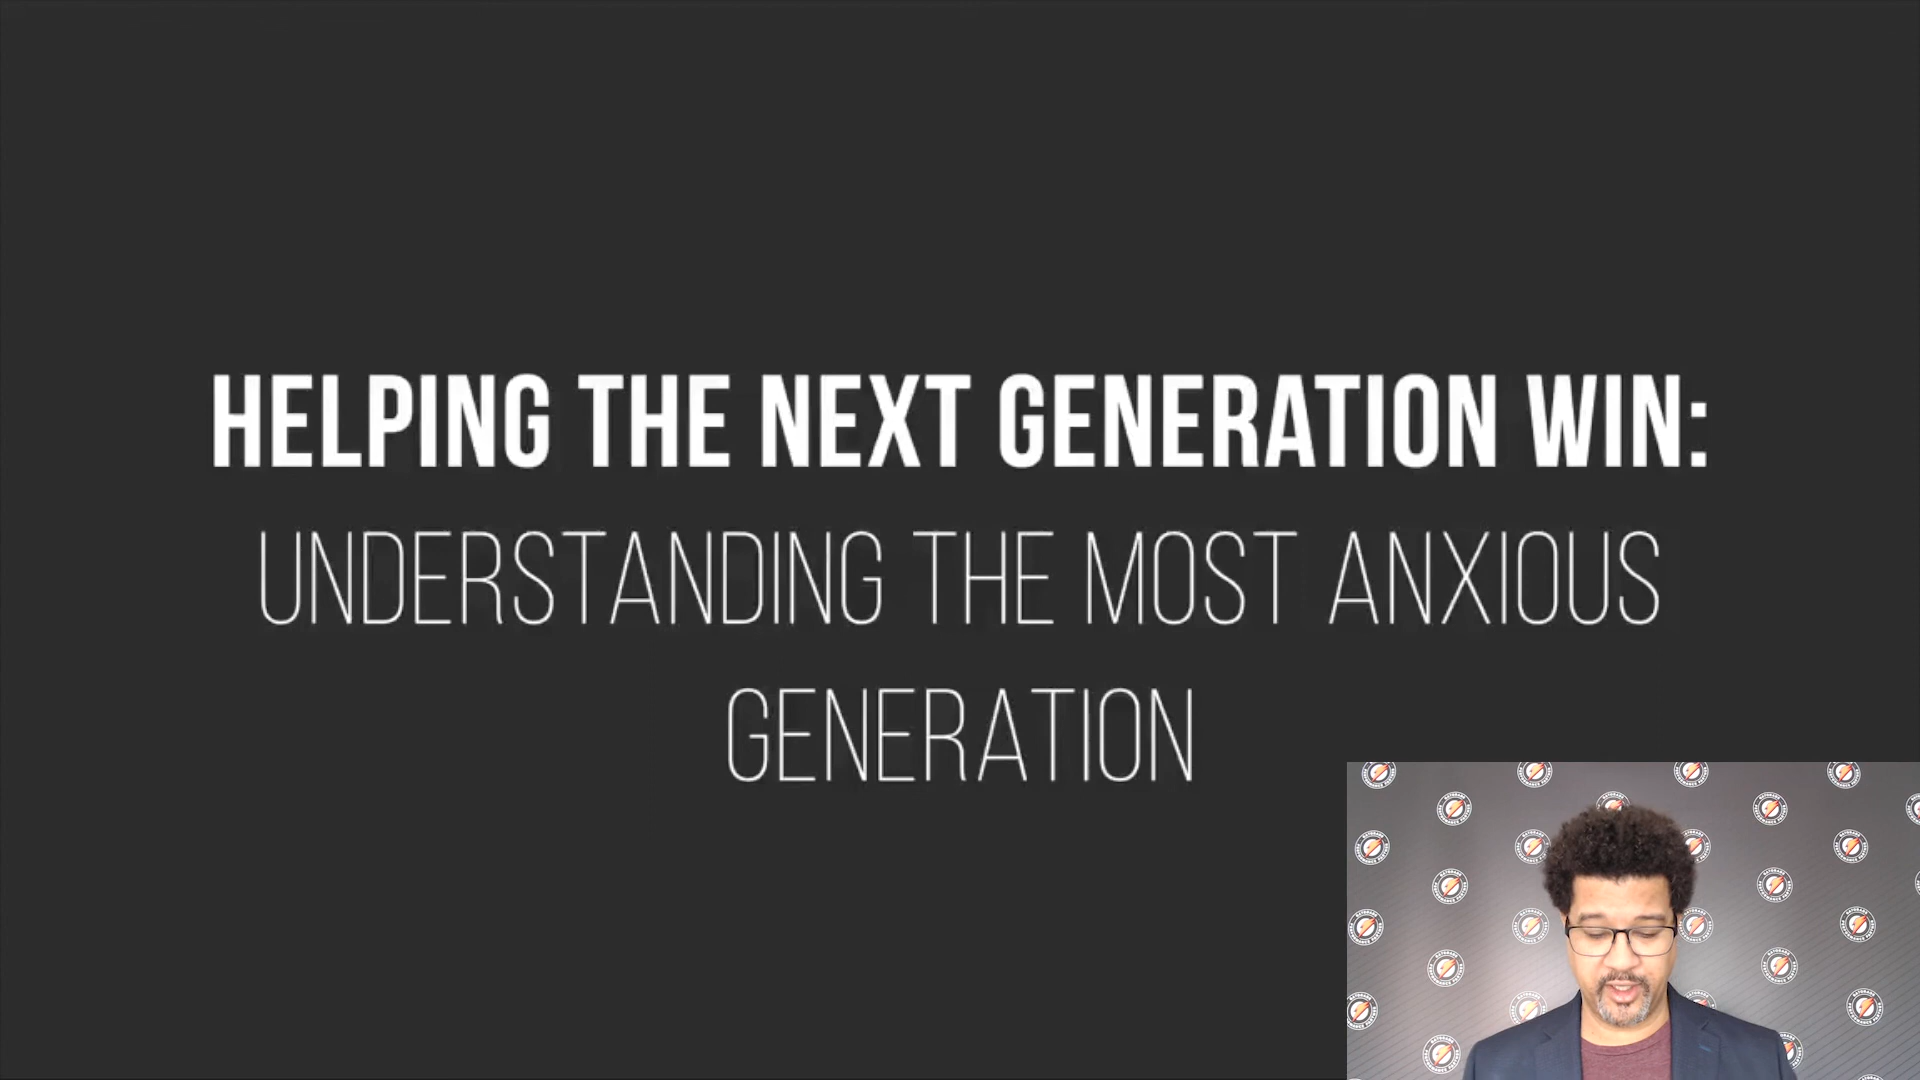 HELPING THE NEXT GENERATION WIN:
UNDERSTANDING THE MOST ANXIOUS
GENERATION